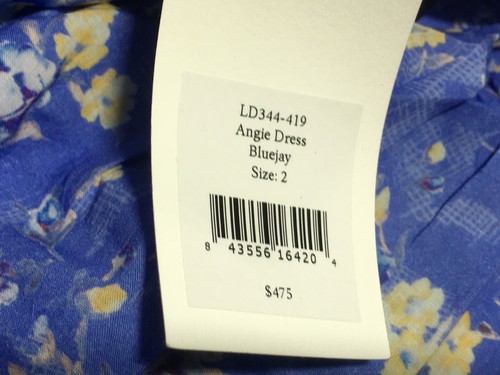 LD344-419
Angie Dress
Bluejay
Size: 2
8 43556 16420 4
$475